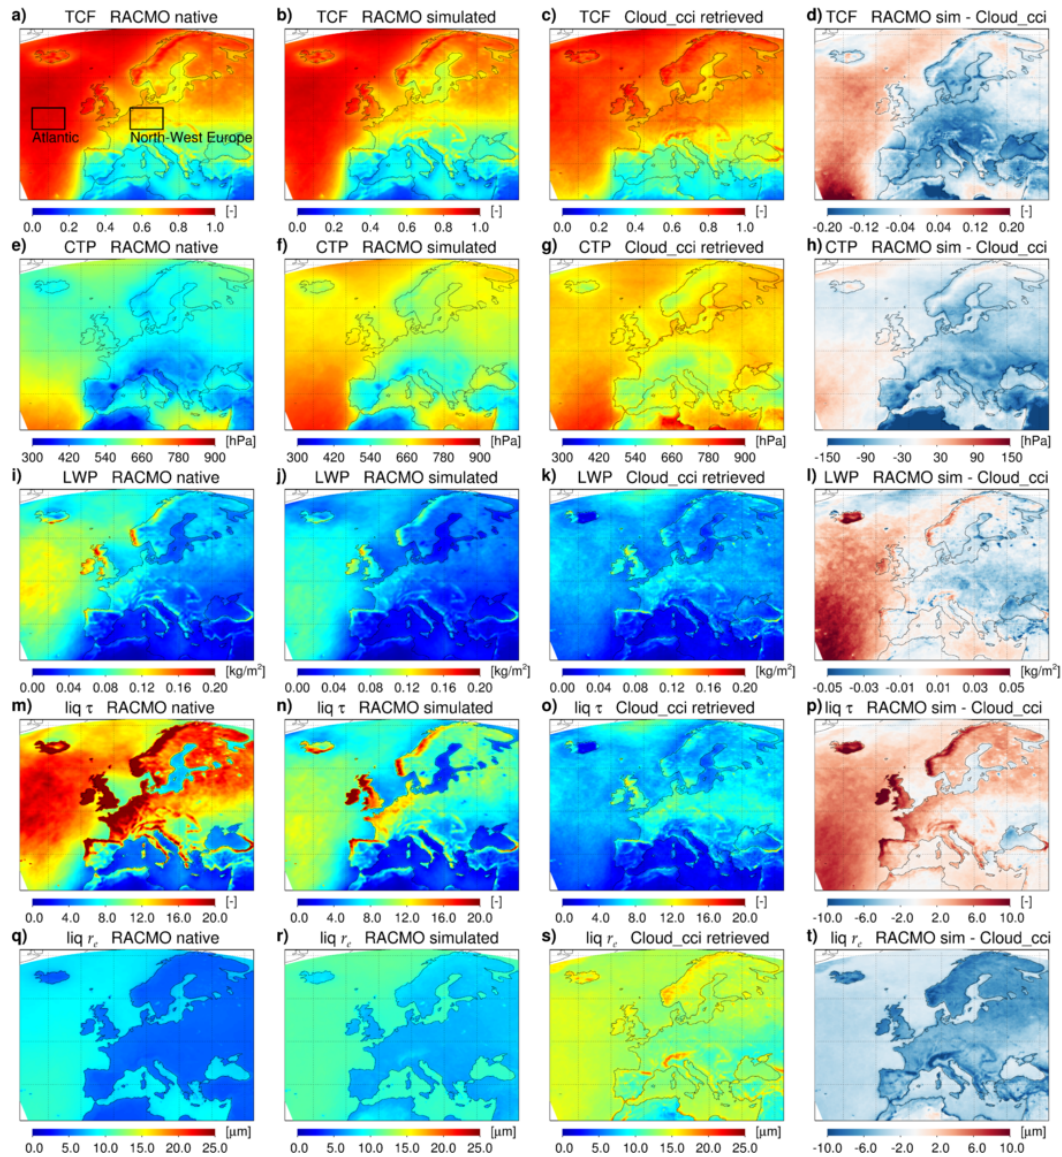 a) TCF RACMO native
b) TCF RACMO simulated
c) TCF Cloud_cci retrieved
d) TCF RACMO sim - Cloud_cci
Atlantic
North-West Europe
0.0 0.2 0.4 0.6 0.8 1.0 [-]
0.0 0.2 0.4 0.6 0.8 1.0 [-]
0.0 0.2 0.4 0.6 0.8 1.0 [-]
-0.20 -0.12 -0.04 0.04 0.12 0.20 [-]
e) CTP RACMO native
f) CTP RACMO simulated
g) CTP Cloud_cci retrieved
h) CTP RACMO sim - Cloud_cci
300 420 540 660 780 900 [hPa]
300 420 540 660 780 900 [hPa]
300 420 540 660 780 900 [hPa]
-150 -90 -30 30 90 150 [hPa]
i) LWP RACMO native
j) LWP RACMO simulated
k) LWP Cloud_cci retrieved
l) LWP RACMO sim - Cloud_cci
0.00 0.04 0.08 0.12 0.16 0.20 [kg/m²]
0.00 0.04 0.08 0.12 0.16 0.20 [kg/m²]
0.00 0.04 0.08 0.12 0.16 0.20 [kg/m²]
-0.05 -0.03 -0.01 0.01 0.03 0.05 [kg/m²]
m) liq τ RACMO native
n) liq τ RACMO simulated
o) liq τ Cloud_cci retrieved
p) liq τ RACMO sim - Cloud_cci
0.0 4.0 8.0 12.0 16.0 20.0 [-]
0.0 4.0 8.0 12.0 16.0 20.0 [-]
0.0 4.0 8.0 12.0 16.0 20.0 [-]
-10.0 -6.0 -2.0 2.0 6.0 10.0 [-]
q) liq rₑ RACMO native
r) liq rₑ RACMO simulated
s) liq rₑ Cloud_cci retrieved
t) liq rₑ RACMO sim - Cloud_cci
0.0 5.0 10.0 15.0 20.0 25.0 [μm]
0.0 5.0 10.0 15.0 20.0 25.0 [μm]
0.0 5.0 10.0 15.0 20.0 25.0 [μm]
-10.0 -6.0 -2.0 2.0 6.0 10.0 [μm]